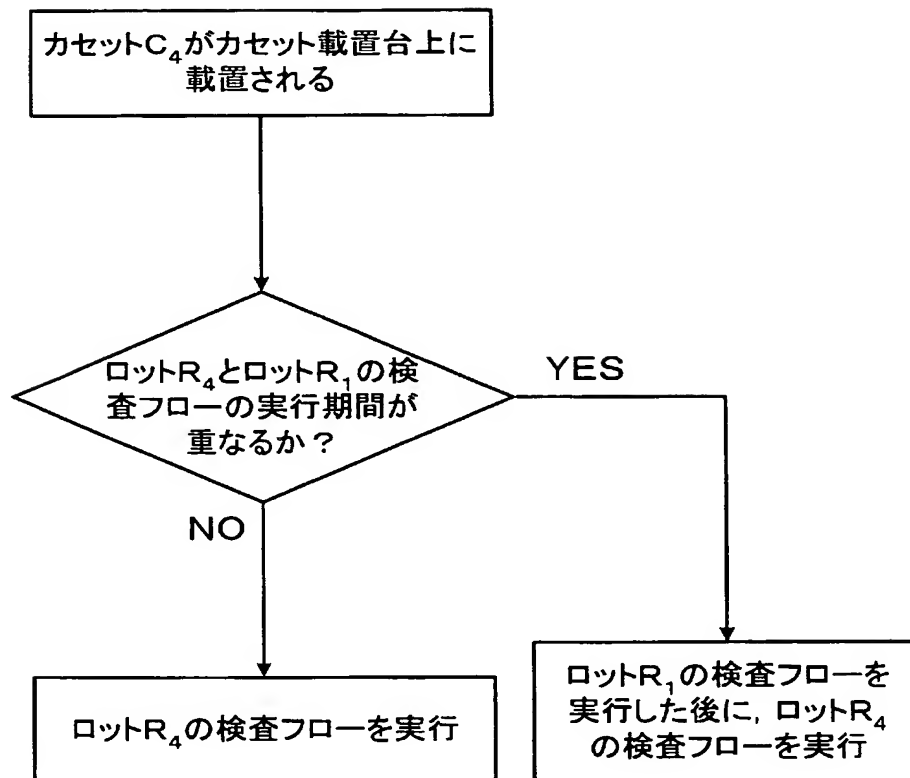 カセットC₄がカセット載置台上に
載置される
ロットR₄とロットR₁の検
査フローの実行期間が
重なるか？
YES
NO
ロットR₄の検査フローを実行
ロットR₁の検査フローを
実行した後に，ロットR₄
の検査フローを実行